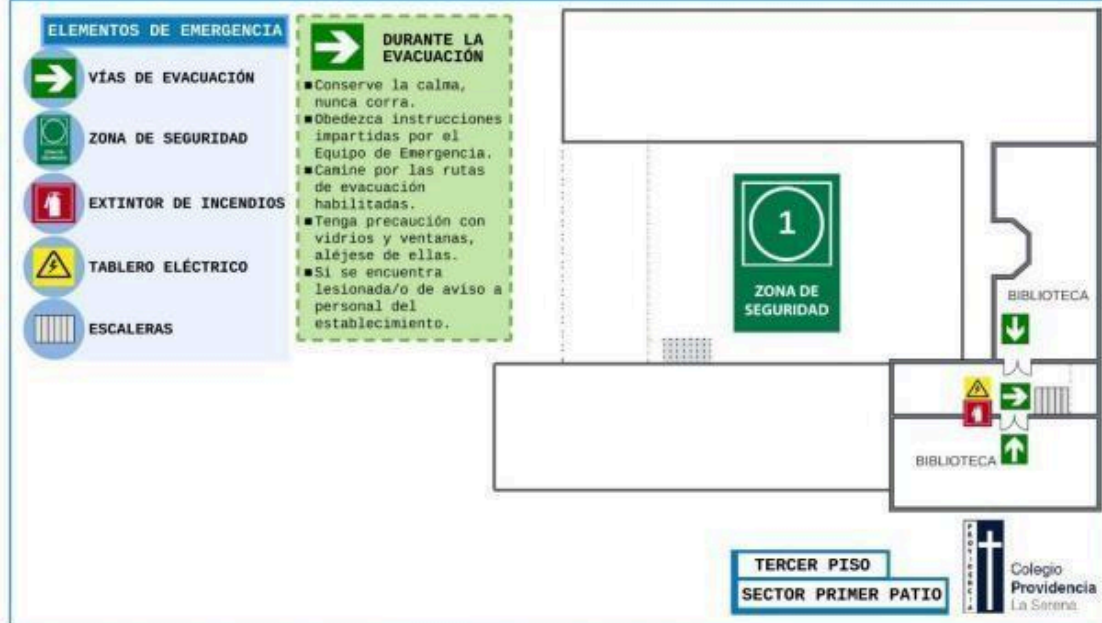 ELEMENTOS DE EMERGENCIA
VÍAS DE EVACUACIÓN
ZONA DE SEGURIDAD
EXTINTOR DE INCENDIOS
TABLERO ELÉCTRICO
ESCALERAS
DURANTE LA
EVACUACIÓN
■Conserve la calma,
nunca corra.
■Obedezca instrucciones
impartidas por el
Equipo de Emergencia.
■Camine por las rutas
de evacuación
habilitadas.
■Tenga precaución con
vidrios y ventanas,
aléjese de ellas.
■Si se encuentra
lesionada/o de aviso a
personal del
establecimiento.
1
ZONA DE
SEGURIDAD
BIBLIOTECA
BIBLIOTECA
TERCER PISO
SECTOR PRIMER PATIO
PROVIDENCIA
Colegio
Providencia
La Serena